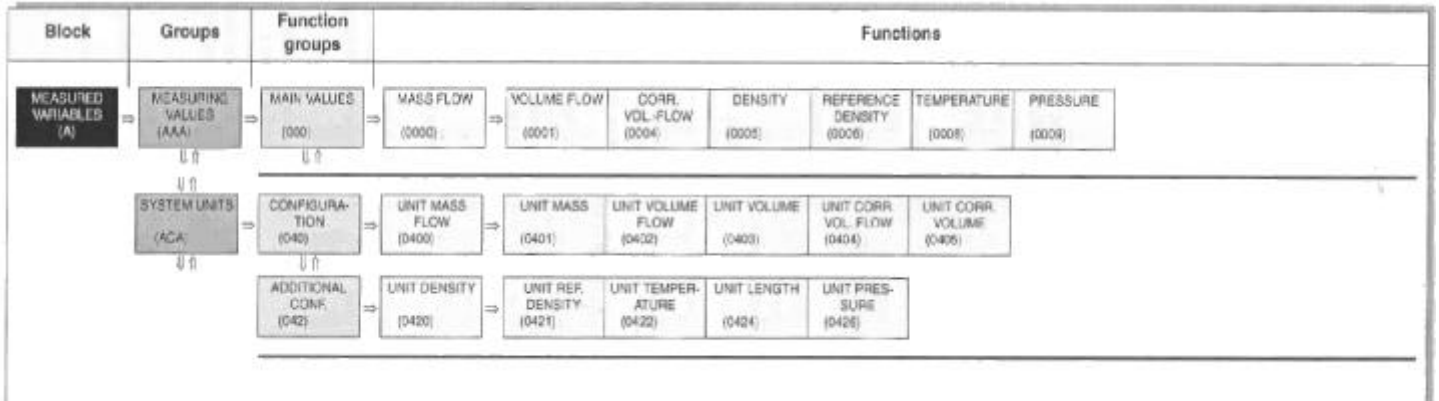 Block
Groups
Function
groups
Functions
MEASURED
VARIABLES
(A)
MEASURING
VALUES
(AAA)
MAIN VALUES
(000)
MASS FLOW
(0000)
VOLUME FLOW
(0001)
CORR.
VOL.-FLOW
(0004)
DENSITY
(0005)
REFERENCE
DENSITY
(0006)
TEMPERATURE
(0008)
PRESSURE
(0009)
SYSTEM UNITS
(ACA)
CONFIGURA-
TION
(040)
UNIT MASS
FLOW
(0400)
UNIT MASS
(0401)
UNIT VOLUME
FLOW
(0402)
UNIT VOLUME
(0403)
UNIT CORR.
VOL. FLOW
(0404)
UNIT CORR.
VOLUME
(0405)
ADDITIONAL
CONF.
(042)
UNIT DENSITY
(0420)
UNIT REF.
DENSITY
(0421)
UNIT TEMPER-
ATURE
(0422)
UNIT LENGTH
(0424)
UNIT PRES-
SURE
(0426)